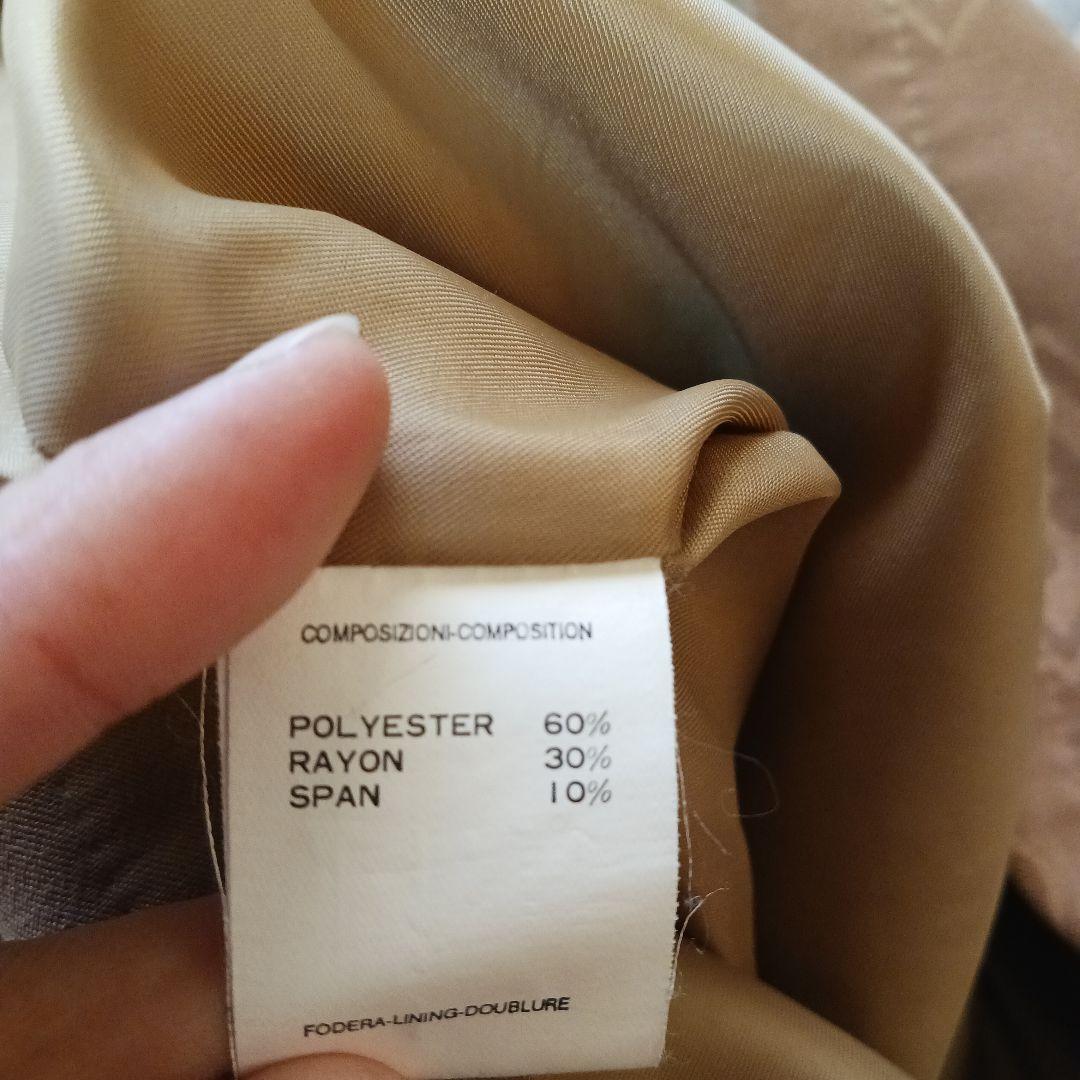 COMPOSIZIONI-COMPOSITION
POLYESTER 60%
RAYON 30%
SPAN 10%
FODERA-LINING-DOUBLURE